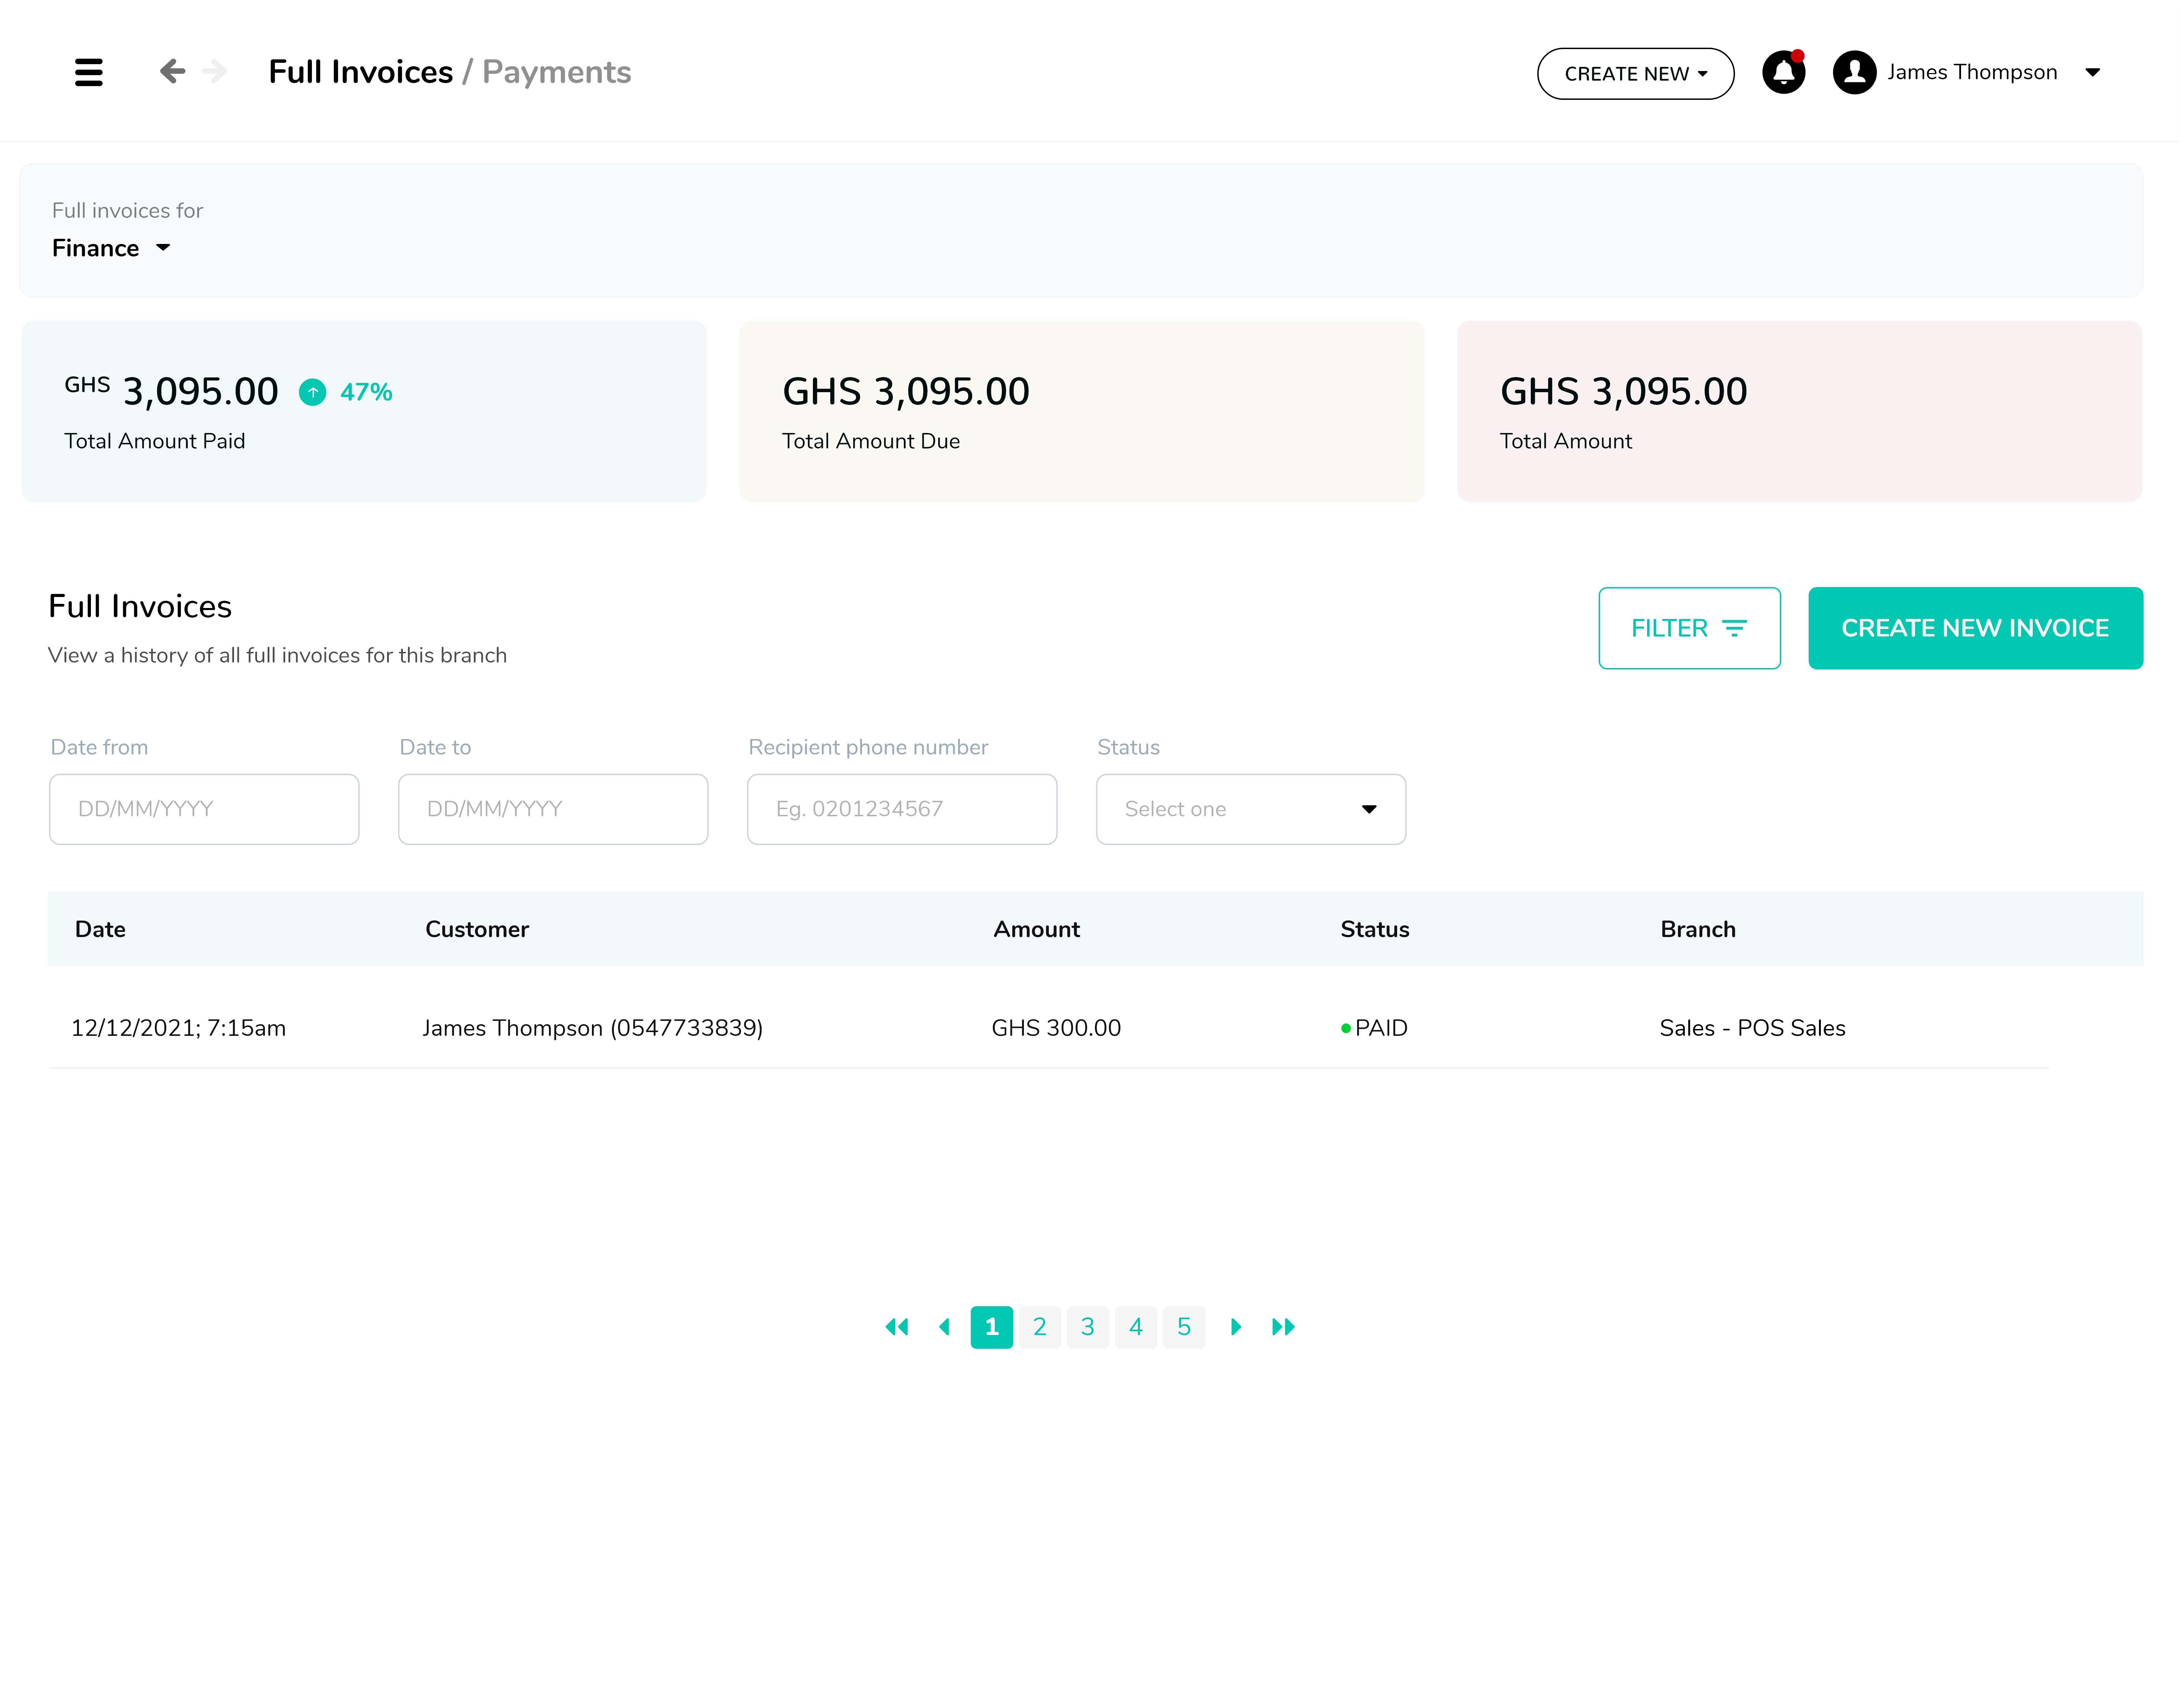 Full Invoices / Payments
CREATE NEW
James Thompson
Full invoices for
Finance
GHS 3,095.00 47%
Total Amount Paid
GHS 3,095.00
Total Amount Due
GHS 3,095.00
Total Amount
Full Invoices
View a history of all full invoices for this branch
FILTER
CREATE NEW INVOICE
Date from
Date to
Recipient phone number
Status
DD/MM/YYYY
DD/MM/YYYY
Eg. 0201234567
Select one
Date Customer Amount Status Branch
12/12/2021; 7:15am James Thompson (0547733839) GHS 300.00 PAID Sales - POS Sales
1 2 3 4 5